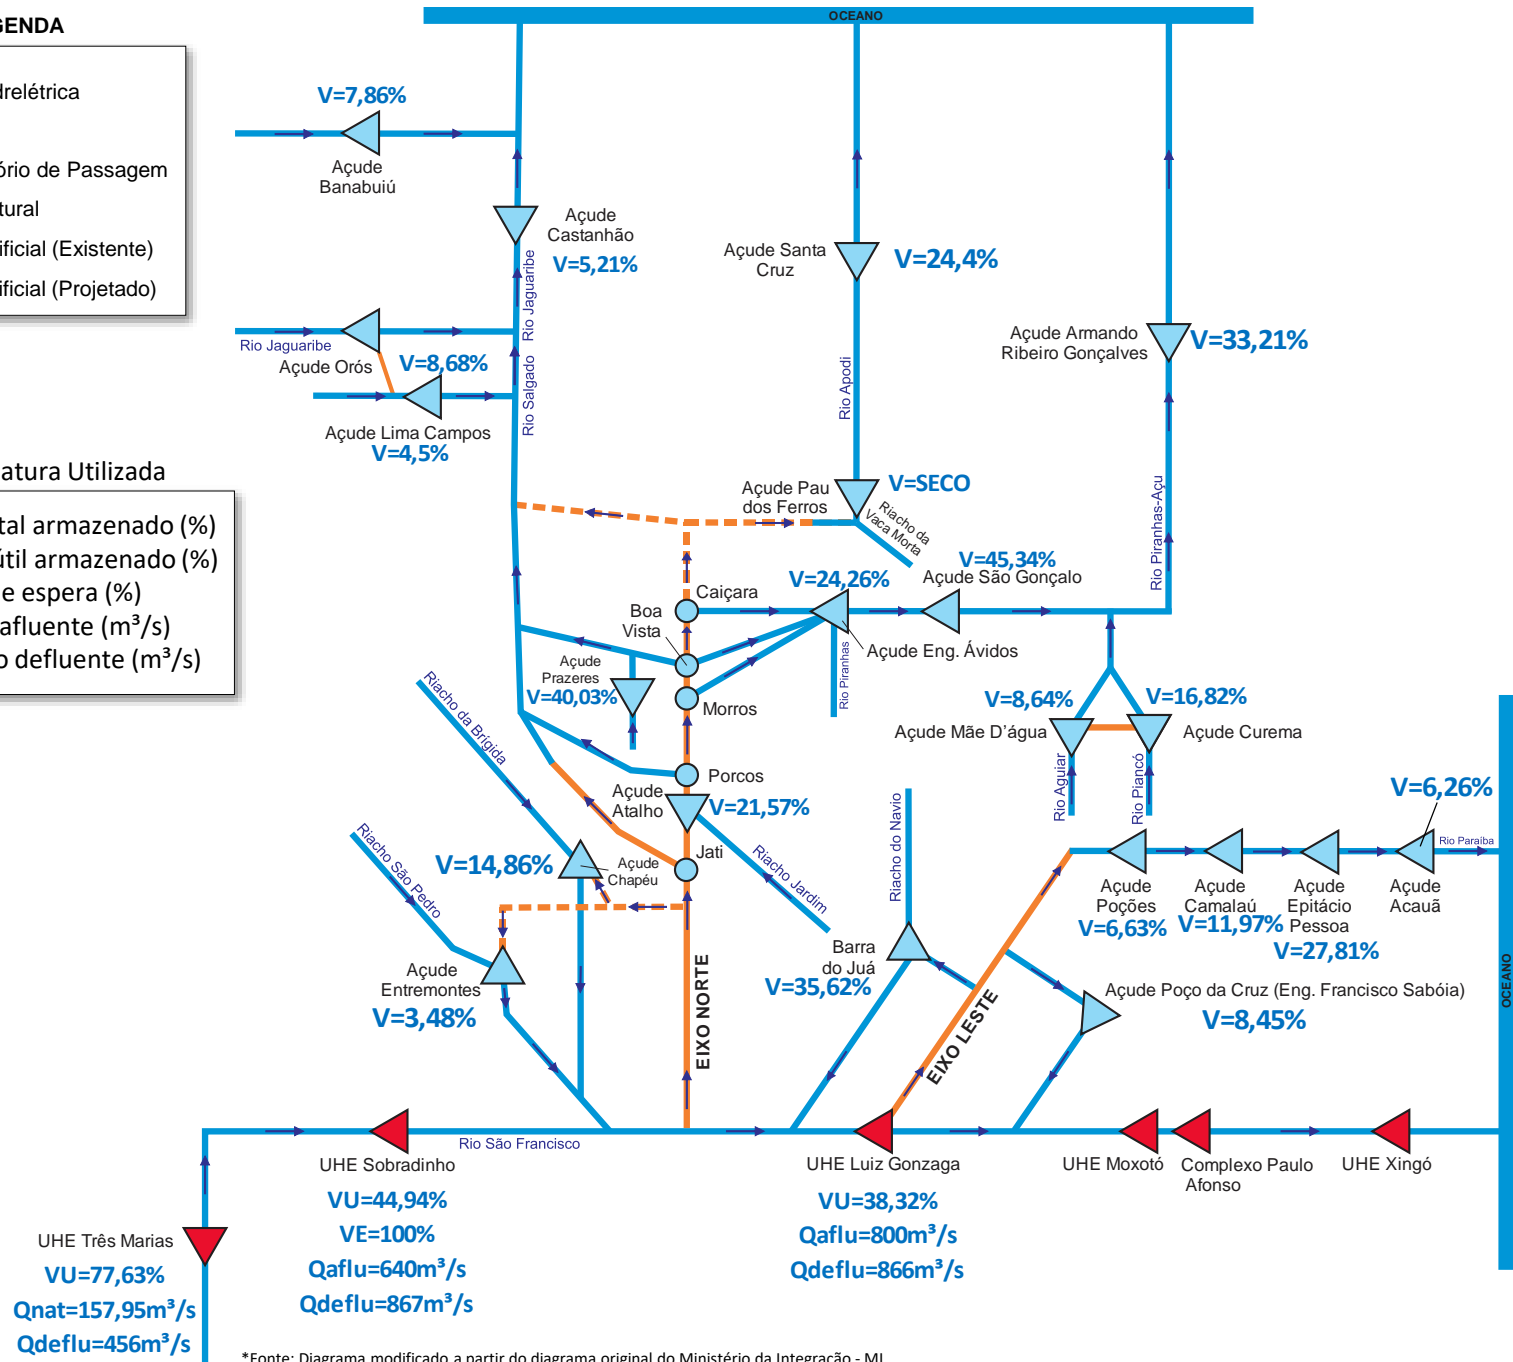 OCEANO
GENDA
drelétrica
ório de Passagem
tural
ificial (Existente)
ificial (Projetado)
V=7,86%
Açude
Banabuiú
Açude
Castanhão
V=5,21%
Rio Jaguaribe
Açude Santa
Cruz
V=24,4%
Açude Armando
Ribeiro Gonçalves
V=33,21%
Rio Jaguaribe
Açude Orós
V=8,68%
Rio Salgado
Rio Apodi
Açude Lima Campos
V=4,5%
atura Utilizada
tal armazenado (%)
útil armazenado (%)
e espera (%)
afluente (m³/s)
o defluente (m³/s)
Açude Pau
dos Ferros
V=SECO
Riacho da
Vaca Morta
Rio Piranhas-Açu
V=45,34%
Açude São Gonçalo
V=24,26%
Caiçara
Boa
Vista
Açude Eng. Ávidos
Rio Piranhas
Açude
Prazeres
V=40,03%
Morros
Riacho da Brígida
V=8,64%
V=16,82%
Açude Mãe D'água
Açude Curema
Rio Aguiar
Rio Piancó
Porcos
Açude
Atalho
V=21,57%
Riacho do Navio
V=6,26%
Riacho São Pedro
V=14,86%
Açude
Chapéu
Jati
Riacho Jardim
Rio Paraíba
Açude
Poções
V=6,63%
Açude
Camalaú
V=11,97%
Açude
Epitácio
Pessoa
V=27,81%
Açude
Acauã
Barra
do Juá
V=35,62%
Açude
Entremontes
V=3,48%
EIXO NORTE
EIXO LESTE
Açude Poço da Cruz (Eng. Francisco Sabóia)
V=8,45%
OCEANO
Rio São Francisco
UHE Sobradinho
VU=44,94%
VE=100%
Qaflu=640m³/s
Qdeflu=867m³/s
UHE Luiz Gonzaga
VU=38,32%
Qaflu=800m³/s
Qdeflu=866m³/s
UHE Moxotó
Complexo Paulo
Afonso
UHE Xingó
UHE Três Marias
VU=77,63%
Qnat=157,95m³/s
Qdeflu=456m³/s
*Fonte: Diagrama modificado a partir do diagrama original do Ministério da Integração - MI